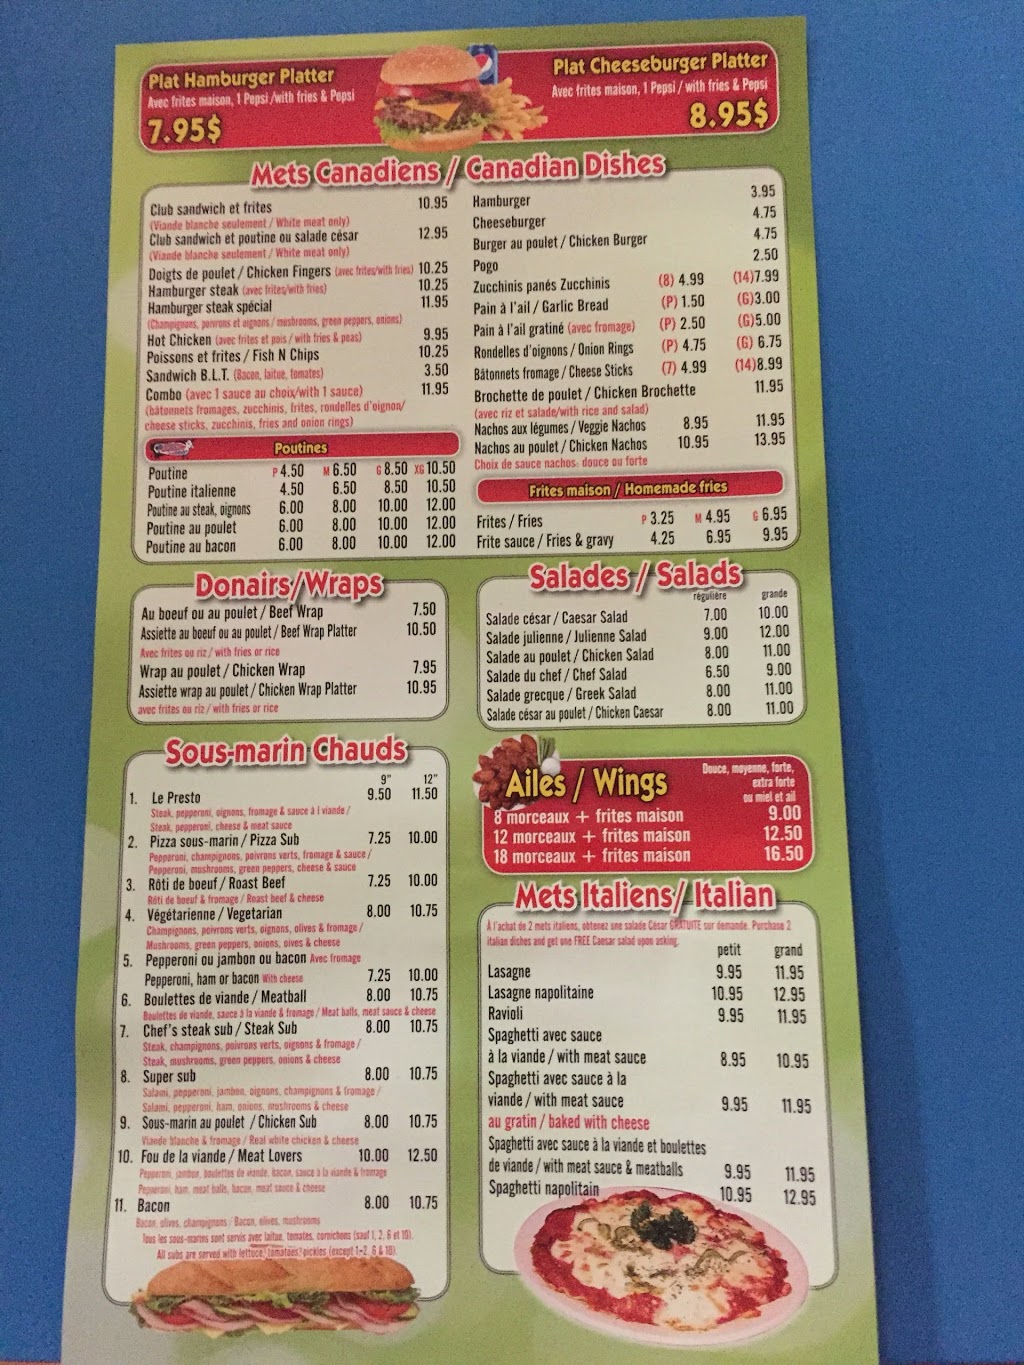 Plat Hamburger Platter
Avec frites maison, 1 Pepsi /with fries & Pepsi
7.95$
Plat Cheeseburger Platter
Avec frites maison, 1 Pepsi / with fries & Pepsi
8.95$
Mets Canadiens / Canadian Dishes
Club sandwich et frites 10.95
(Viande blanche seulement / White meat only)
Club sandwich et poutine ou salade césar 12.95
(Viande blanche seulement / White meat only)
Doigts de poulet / Chicken Fingers (avec frites/with fries) 10.25
Hamburger steak (avec frites/with fries) 10.25
Hamburger steak spécial 11.95
(Champignons, poivrons et oignons / mushrooms, green peppers, onions)
Hot Chicken (avec frites et pois / with fries & peas) 9.95
Poissons et frites / Fish N Chips 10.25
Sandwich B.L.T. (Bacon, laitue, tomates) 3.50
Combo (avec 1 sauce au choix/with 1 sauce) 11.95
(bâtonnets fromages, zucchinis, frites, rondelles d'oignon/
cheese sticks, zucchinis, fries and onion rings)
Poutines
Poutine P 4.50 M 6.50 G 8.50 XG 10.50
Poutine italienne 4.50 6.50 8.50 10.50
Poutine au steak, oignons 6.00 8.00 10.00 12.00
Poutine au poulet 6.00 8.00 10.00 12.00
Poutine au bacon 6.00 8.00 10.00 12.00
Hamburger 3.95
Cheeseburger 4.75
Burger au poulet / Chicken Burger 4.75
Pogo 2.50
Zucchinis panés Zucchinis (8) 4.99 (14)7.99
Pain à l'ail / Garlic Bread (P) 1.50 (G)3.00
Pain à l'ail gratiné (avec fromage) (P) 2.50 (G)5.00
Rondelles d'oignons / Onion Rings (P) 4.75 (G) 6.75
Bâtonnets fromage / Cheese Sticks (7) 4.99 (14)8.99
Brochette de poulet / Chicken Brochette 11.95
(avec riz et salade/with rice and salad)
Nachos aux légumes / Veggie Nachos 8.95 11.95
Nachos au poulet / Chicken Nachos 10.95 13.95
Choix de sauce nachos: douce ou forte
Frites maison / Homemade fries
Frites / Fries P 3.25 M 4.95 G 6.95
Frite sauce / Fries & gravy 4.25 6.95 9.95
Donairs/Wraps
Au boeuf ou au poulet / Beef Wrap 7.50
Assiette au boeuf ou au poulet / Beef Wrap Platter 10.50
Avec frites ou riz / with fries or rice
Wrap au poulet / Chicken Wrap 7.95
Assiette wrap au poulet / Chicken Wrap Platter 10.95
avec frites ou riz / with fries or rice
Salades / Salads
régulière grande
Salade césar / Caesar Salad 7.00 10.00
Salade julienne / Julienne Salad 9.00 12.00
Salade au poulet / Chicken Salad 8.00 11.00
Salade du chef / Chef Salad 6.50 9.00
Salade grecque / Greek Salad 8.00 11.00
Salade césar au poulet / Chicken Caesar 8.00 11.00
Sous-marin Chauds
9" 12"
1. Le Presto 9.50 11.50
Steak, pepperoni, oignons, fromage & sauce à l viande /
Steak, pepperoni, cheese & meat sauce
2. Pizza sous-marin / Pizza Sub 7.25 10.00
Pepperoni, champignons, poivrons verts, fromage & sauce /
Pepperoni, mushrooms, green peppers, cheese & sauce
3. Rôti de boeuf / Roast Beef 7.25 10.00
Rôti de boeuf & fromage / Roast beef & cheese
4. Végétarienne / Vegetarian 8.00 10.75
Champignons, poivrons verts, oignons, olives & fromage /
Mushrooms, green peppers, onions, oives & cheese
5. Pepperoni ou jambon ou bacon Avec fromage
Pepperoni, ham or bacon With cheese 7.25 10.00
6. Boulettes de viande / Meatball 8.00 10.75
Boulettes de viande, sauce à la viande & fromage / Meat balls, meat sauce & cheese
7. Chef's steak sub / Steak Sub 8.00 10.75
Steak, champignons, poivrons verts, oignons & fromage /
Steak, mushrooms, green peppers, onions & cheese
8. Super sub 8.00 10.75
Salami, pepperoni, jambon, oignons, champignons & fromage /
Salami, pepperoni, ham, onions, mushrooms & cheese
9. Sous-marin au poulet / Chicken Sub 8.00 10.75
Viande blanche & fromage / Real white chicken & cheese
10. Fou de la viande / Meat Lovers 10.00 12.50
Pepperoni, jambon, boulettes de viande, bacon, sauce à la viande & fromage
Pepperoni, ham, meat balls, bacon, meat sauce & cheese
11. Bacon 8.00 10.75
Bacon, olives, champignons / Bacon, olives, mushrooms
Tous les sous-marins sont servis avec laitue, tomates, cornichons (sauf 1, 2, 6 et 10).
All subs are served with lettuce, tomatoes, pickles (except 1-2, 6 & 10).
Ailes / Wings
Douce, moyenne, forte,
extra forte
ou miel et ail
8 morceaux + frites maison 9.00
12 morceaux + frites maison 12.50
18 morceaux + frites maison 16.50
Mets Italiens/ Italian
À l'achat de 2 mets italiens, obtenez une salade César GRATUITE sur demande. Purchase 2
italian dishes and get one FREE Caesar salad upon asking.
petit grand
Lasagne 9.95 11.95
Lasagne napolitaine 10.95 12.95
Ravioli 9.95 11.95
Spaghetti avec sauce
à la viande / with meat sauce 8.95 10.95
Spaghetti avec sauce à la
viande / with meat sauce 9.95 11.95
au gratin / baked with cheese
Spaghetti avec sauce à la viande et boulettes
de viande / with meat sauce & meatballs 9.95 11.95
Spaghetti napolitain 10.95 12.95